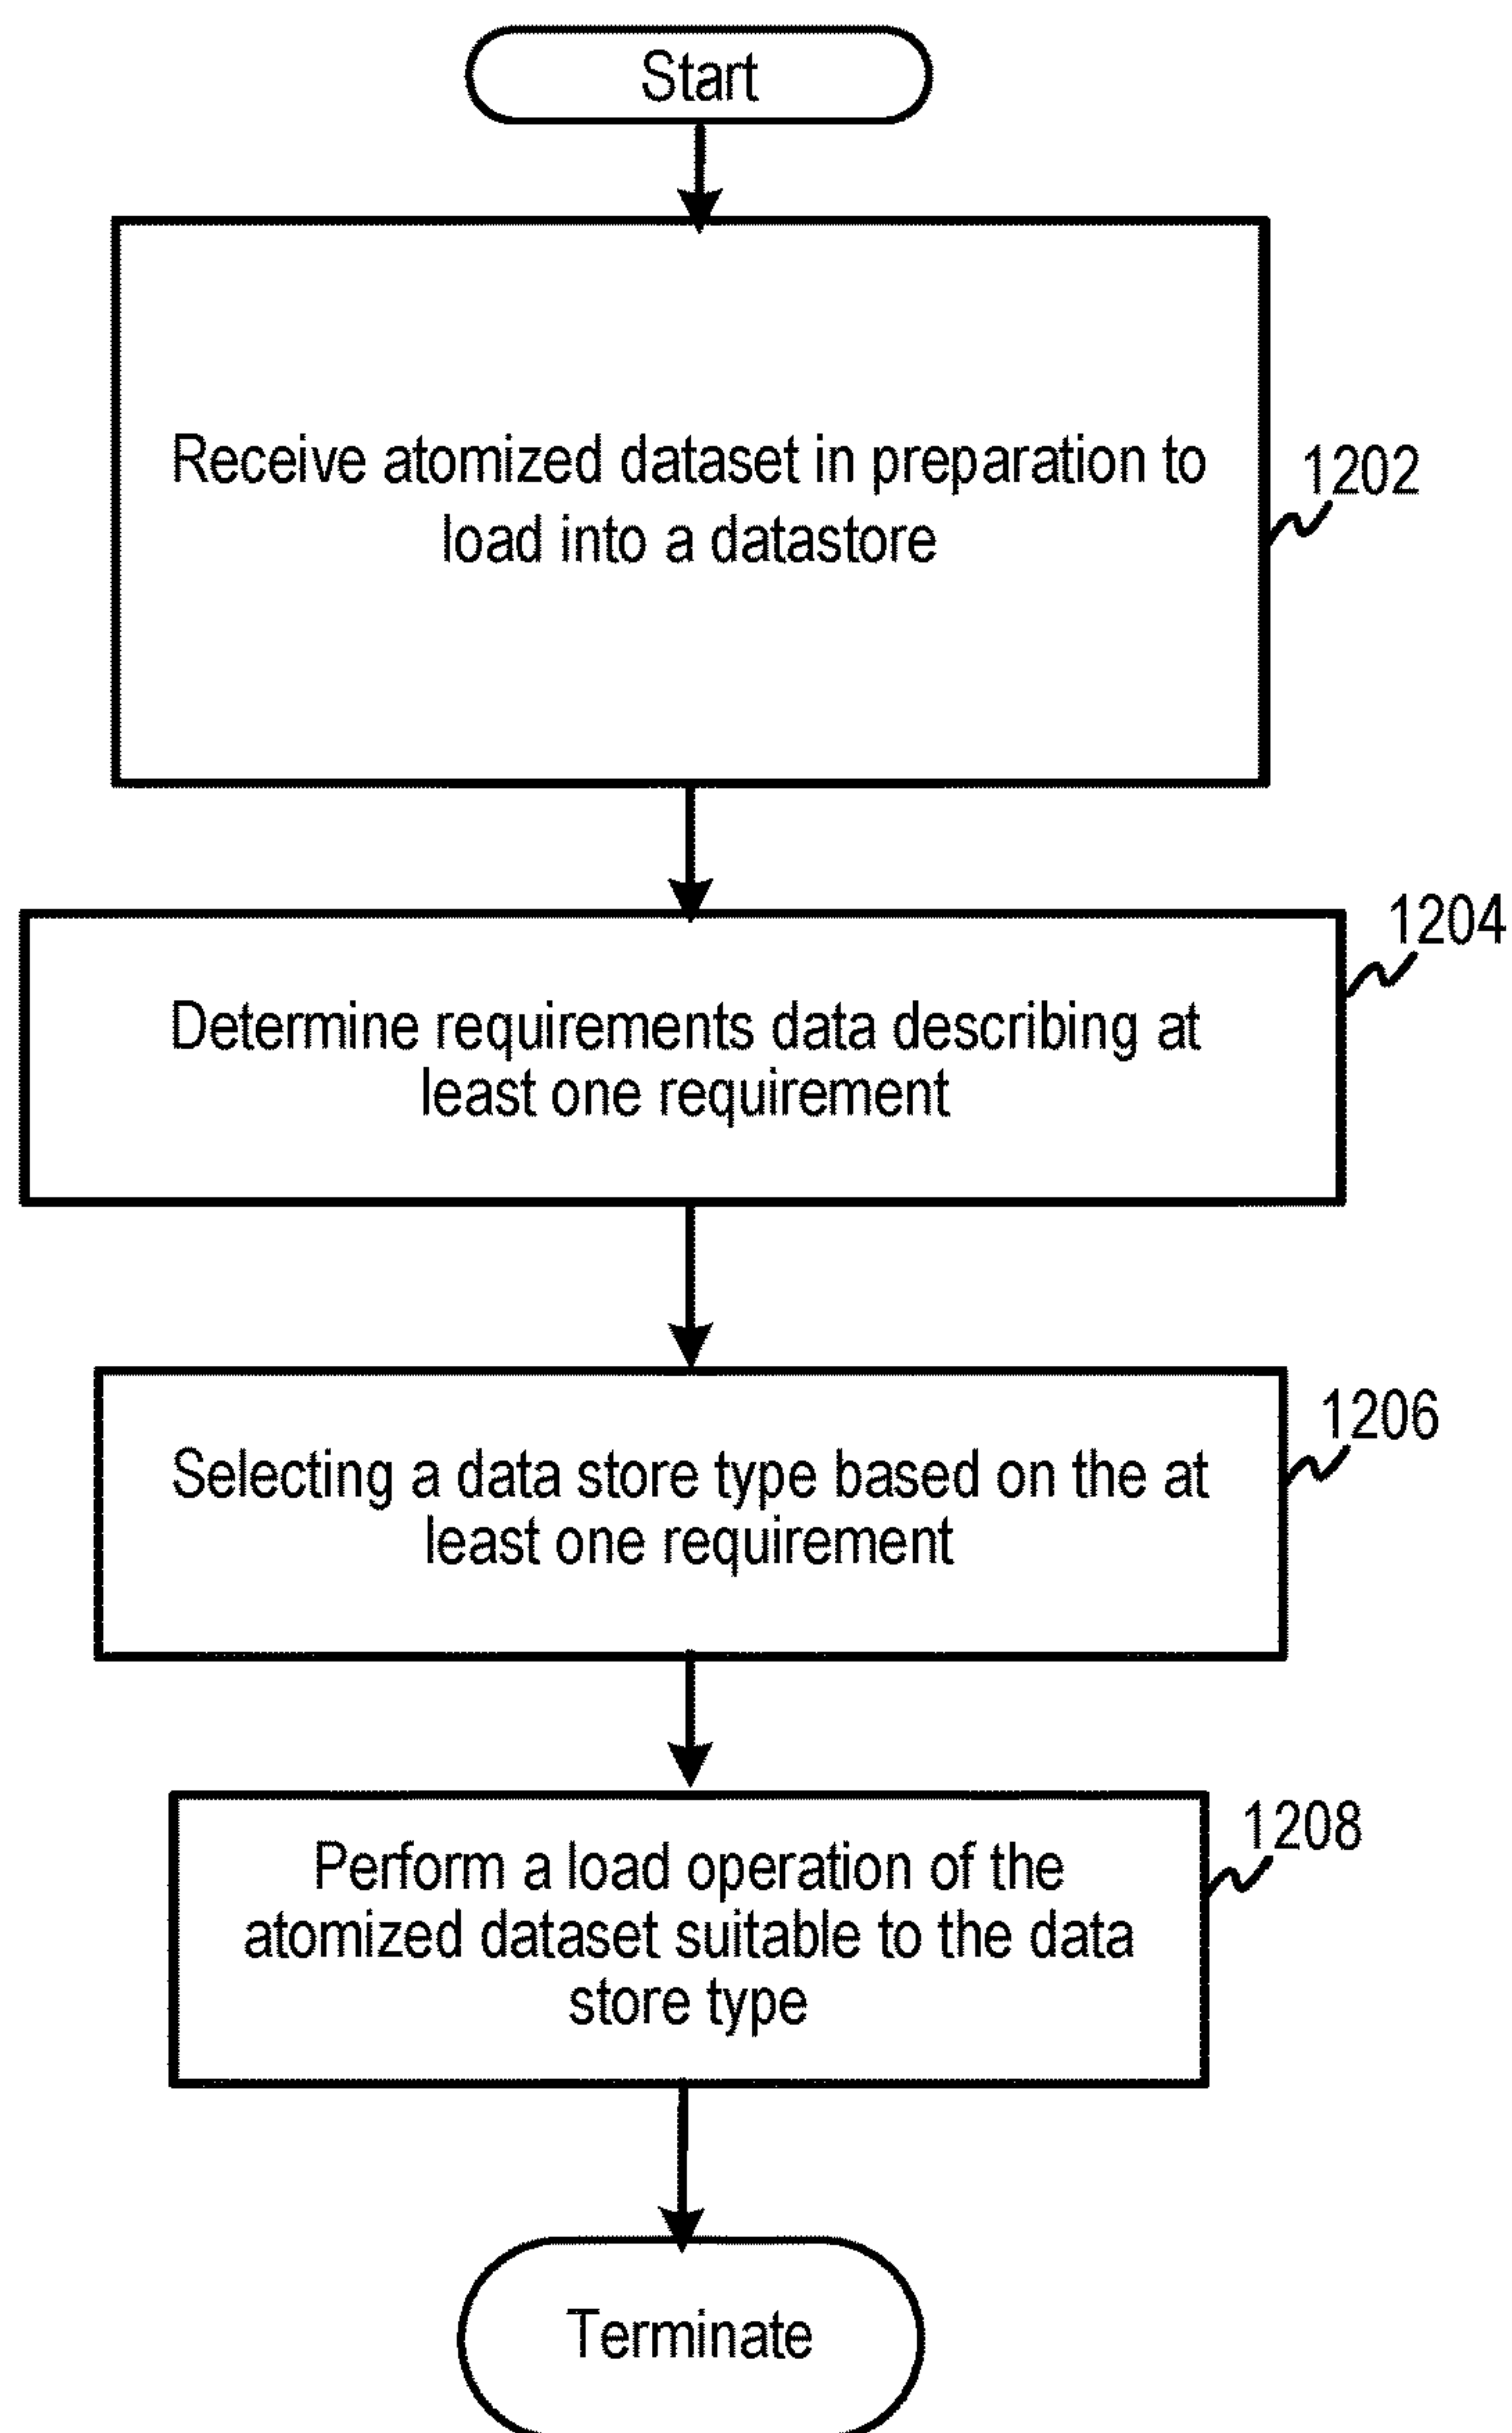 Start
Receive atomized dataset in preparation to
load into a datastore
1202
1204
Determine requirements data describing at
least one requirement
1206
Selecting a data store type based on the at
least one requirement
1208
Perform a load operation of the
atomized dataset suitable to the data
store type
Terminate